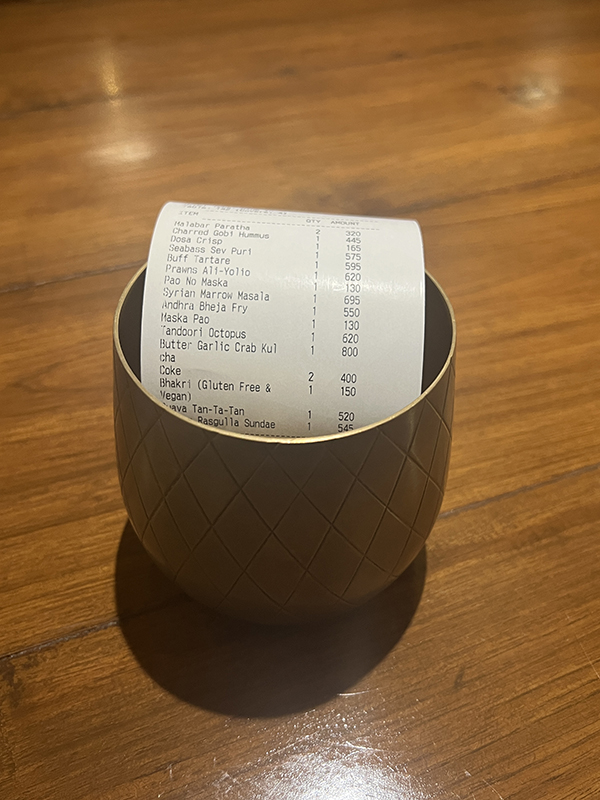 ITEM QTY AMOUNT
Malabar Paratha 2 320
Charred Gobi Hummus 1 445
Dosa Crisp 1 165
Seabass Sev Puri 1 575
Buff Tartare 1 595
Prawns Ali-Yolio 1 620
Pao No Maska 1 130
Syrian Marrow Masala 1 695
Andhra Bheja Fry 1 550
Maska Pao 1 130
Tandoori Octopus 1 620
Butter Garlic Crab Kul 1 800
cha
Coke 2 400
Bhakri (Gluten Free & 1 150
Vegan)
Tan-Ta-Tan 1 520
Rasgulla Sundae 1 545